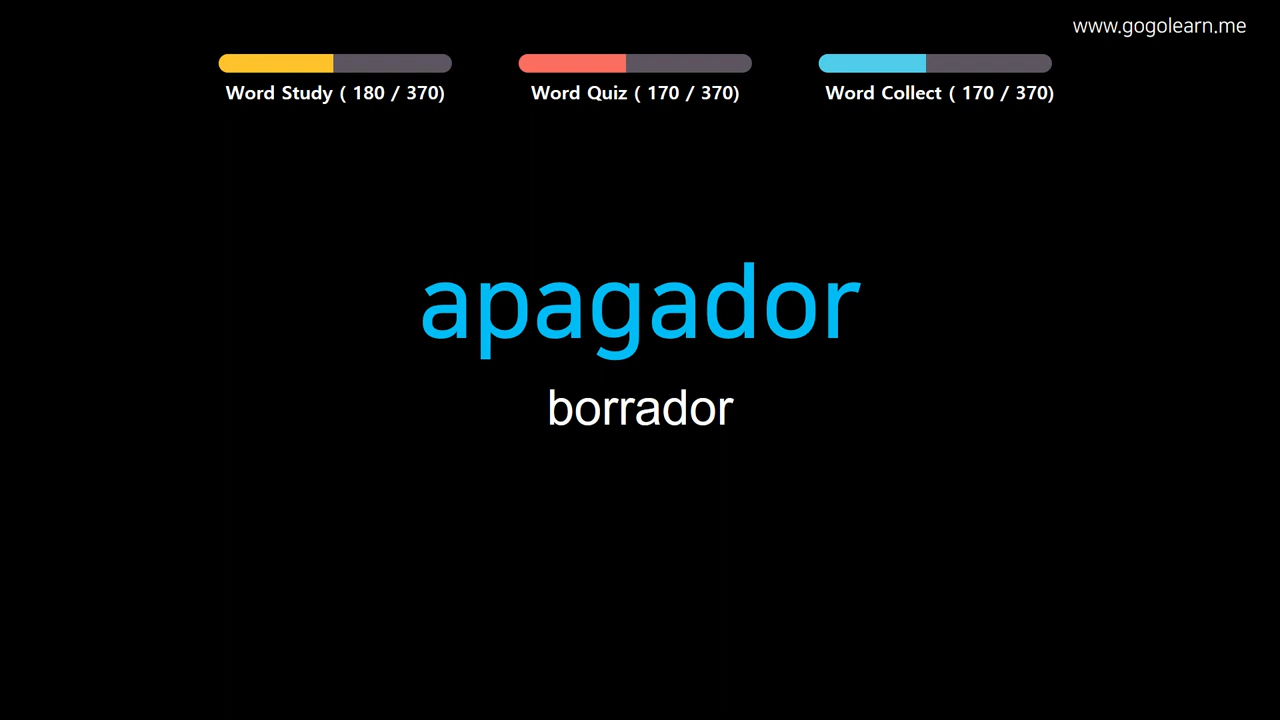 www.gogolearn.me
Word Study ( 180 / 370)
Word Quiz ( 170 / 370)
Word Collect ( 170 / 370)
apagador
borrador